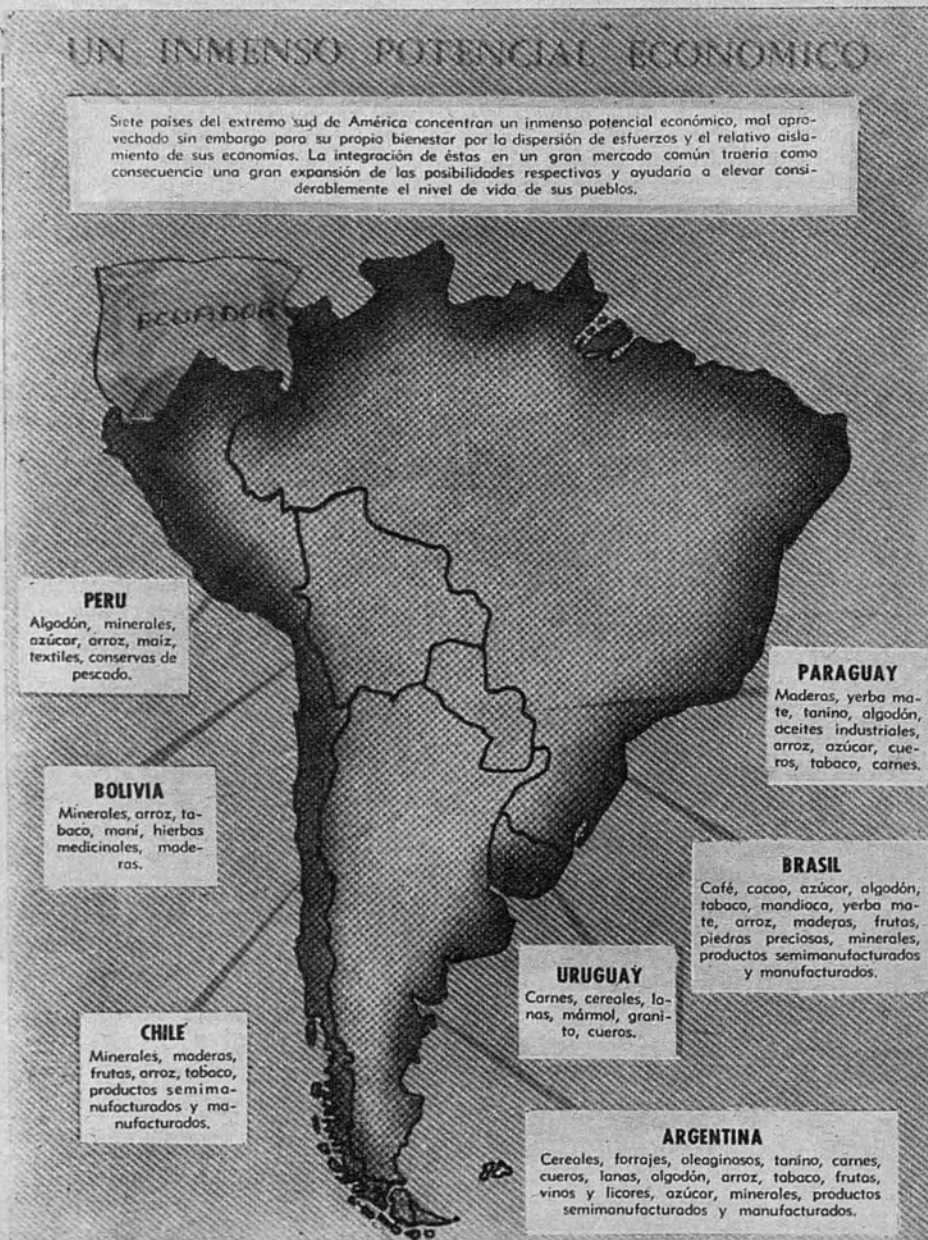 UN INMENSO POTENCIAL ECONOMICO
Siete países del extremo sud de América concentran un inmenso potencial económico, mal apro-
vechado sin embargo para su propio bienestar por la dispersión de esfuerzos y el relativo aisla-
miento de sus economías. La integración de éstas en un gran mercado común traería como
consecuencia una gran expansión de las posibilidades respectivas y ayudaría a elevar consi-
derablemente el nivel de vida de sus pueblos.
ECUADOR
PERU
Algodón, minerales,
azúcar, arroz, maíz,
textiles, conservas de
pescado.
BOLIVIA
Minerales, arroz, ta-
baco, maní, hierbas
medicinales, made-
ras.
CHILE
Minerales, maderas,
frutas, arroz, tabaco,
productos semima-
nufacturados y ma-
nufacturados.
PARAGUAY
Maderas, yerba ma-
te, tanino, algodón,
aceites industriales,
arroz, azúcar, cue-
ros, tabaco, carnes.
BRASIL
Café, cacao, azúcar, algodón,
tabaco, mandioca, yerba ma-
te, arroz, maderas, frutas,
piedras preciosas, minerales,
productos semimanufacturados
y manufacturados.
URUGUAY
Carnes, cereales, la-
nas, mármol, grani-
to, cueros.
ARGENTINA
Cereales, forrajes, oleaginosos, tanino, carnes,
cueros, lanas, algodón, arroz, tabaco, frutas,
vinos y licores, azúcar, minerales, productos
semimanufacturados y manufacturados.